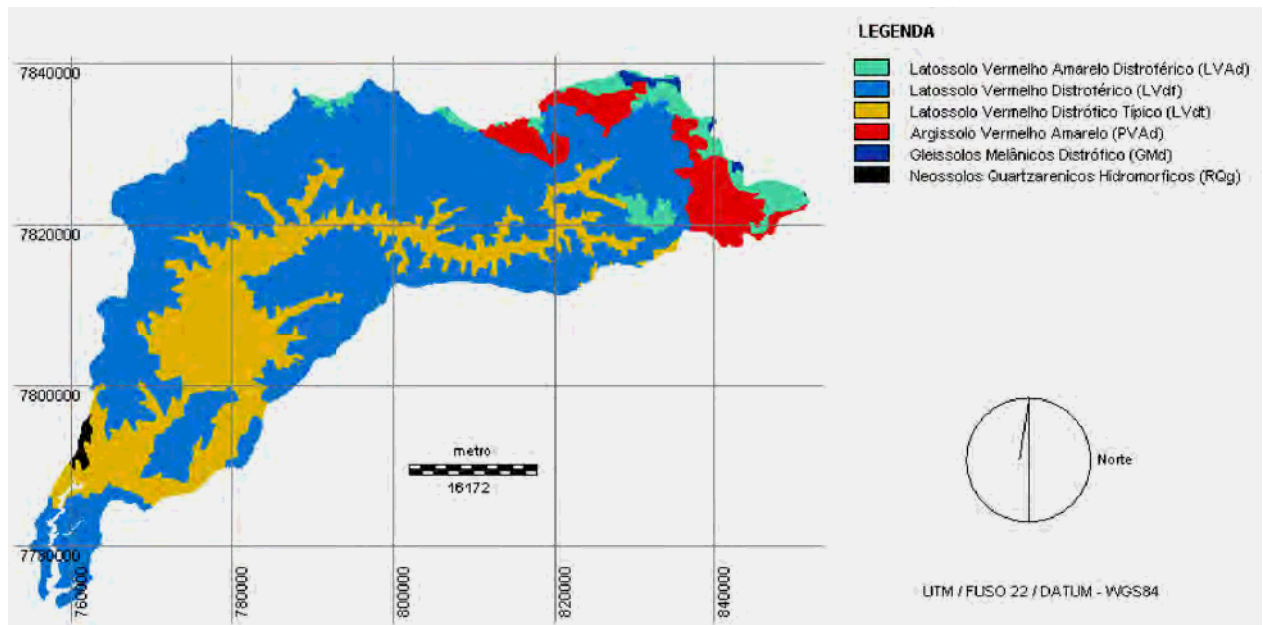 LEGENDA
Latossolo Vermelho Amarelo Distroférico (LVAd)
Latossolo Vermelho Distroférico (LVdf)
Latossolo Vermelho Distrófico Típico (LVdt)
Argissolo Vermelho Amarelo (PVAd)
Gleissolos Melânicos Distrófico (GMd)
Neossolos Quartzarenicos Hidromorficos (RQg)
7840000
7820000
7800000
7780000
760000
780000
800000
820000
840000
metro
16172
Norte
UTM / FUSO 22 / DATUM - WGS84